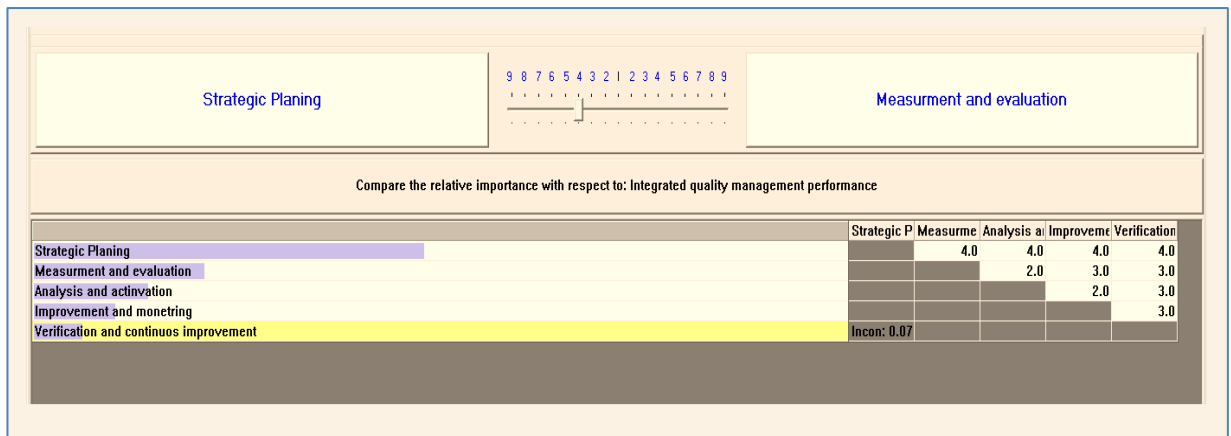 9 8 7 6 5 4 3 2 1 2 3 4 5 6 7 8 9
Strategic Planing
Measurment and evaluation
Compare the relative importance with respect to: Integrated quality management performance
Strategic P Measurme Analysis ai Improveme Verification
Strategic Planing 4.0 4.0 4.0 4.0
Measurment and evaluation 2.0 3.0 3.0
Analysis and actinvation 2.0 3.0
Improvement and monetring 3.0
Verification and continuos improvement Incon: 0.07